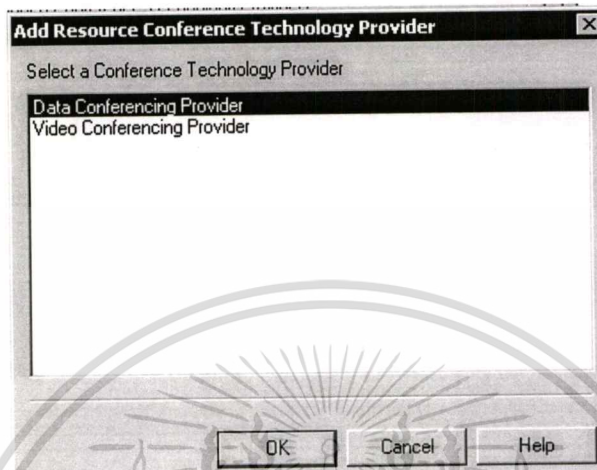 Add Resource Conference Technology Provider
Select a Conference Technology Provider
Data Conferencing Provider
Video Conferencing Provider
OK
Cancel
Help